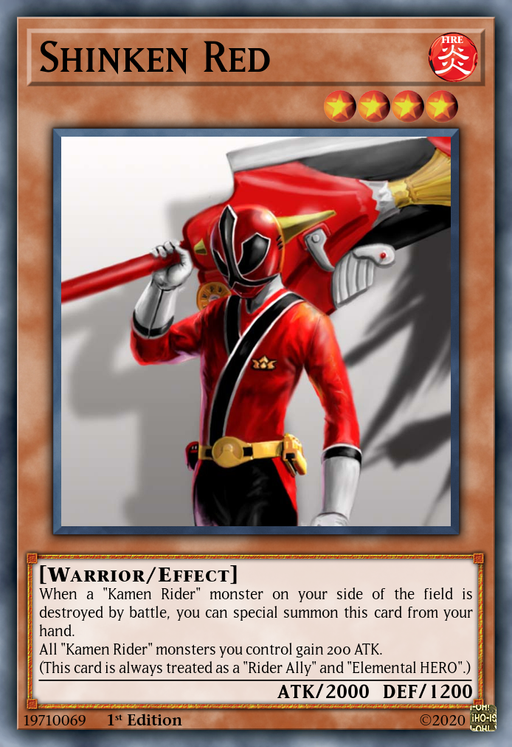 SHINKEN RED
FIRE
炎
[WARRIOR/EFFECT]
When a "Kamen Rider" monster on your side of the field is
destroyed by battle, you can special summon this card from your
hand.
All "Kamen Rider" monsters you control gain 200 ATK.
(This card is always treated as a "Rider Ally" and "Elemental HERO".)
ATK/2000 DEF/1200
19710069 1st Edition ©2020